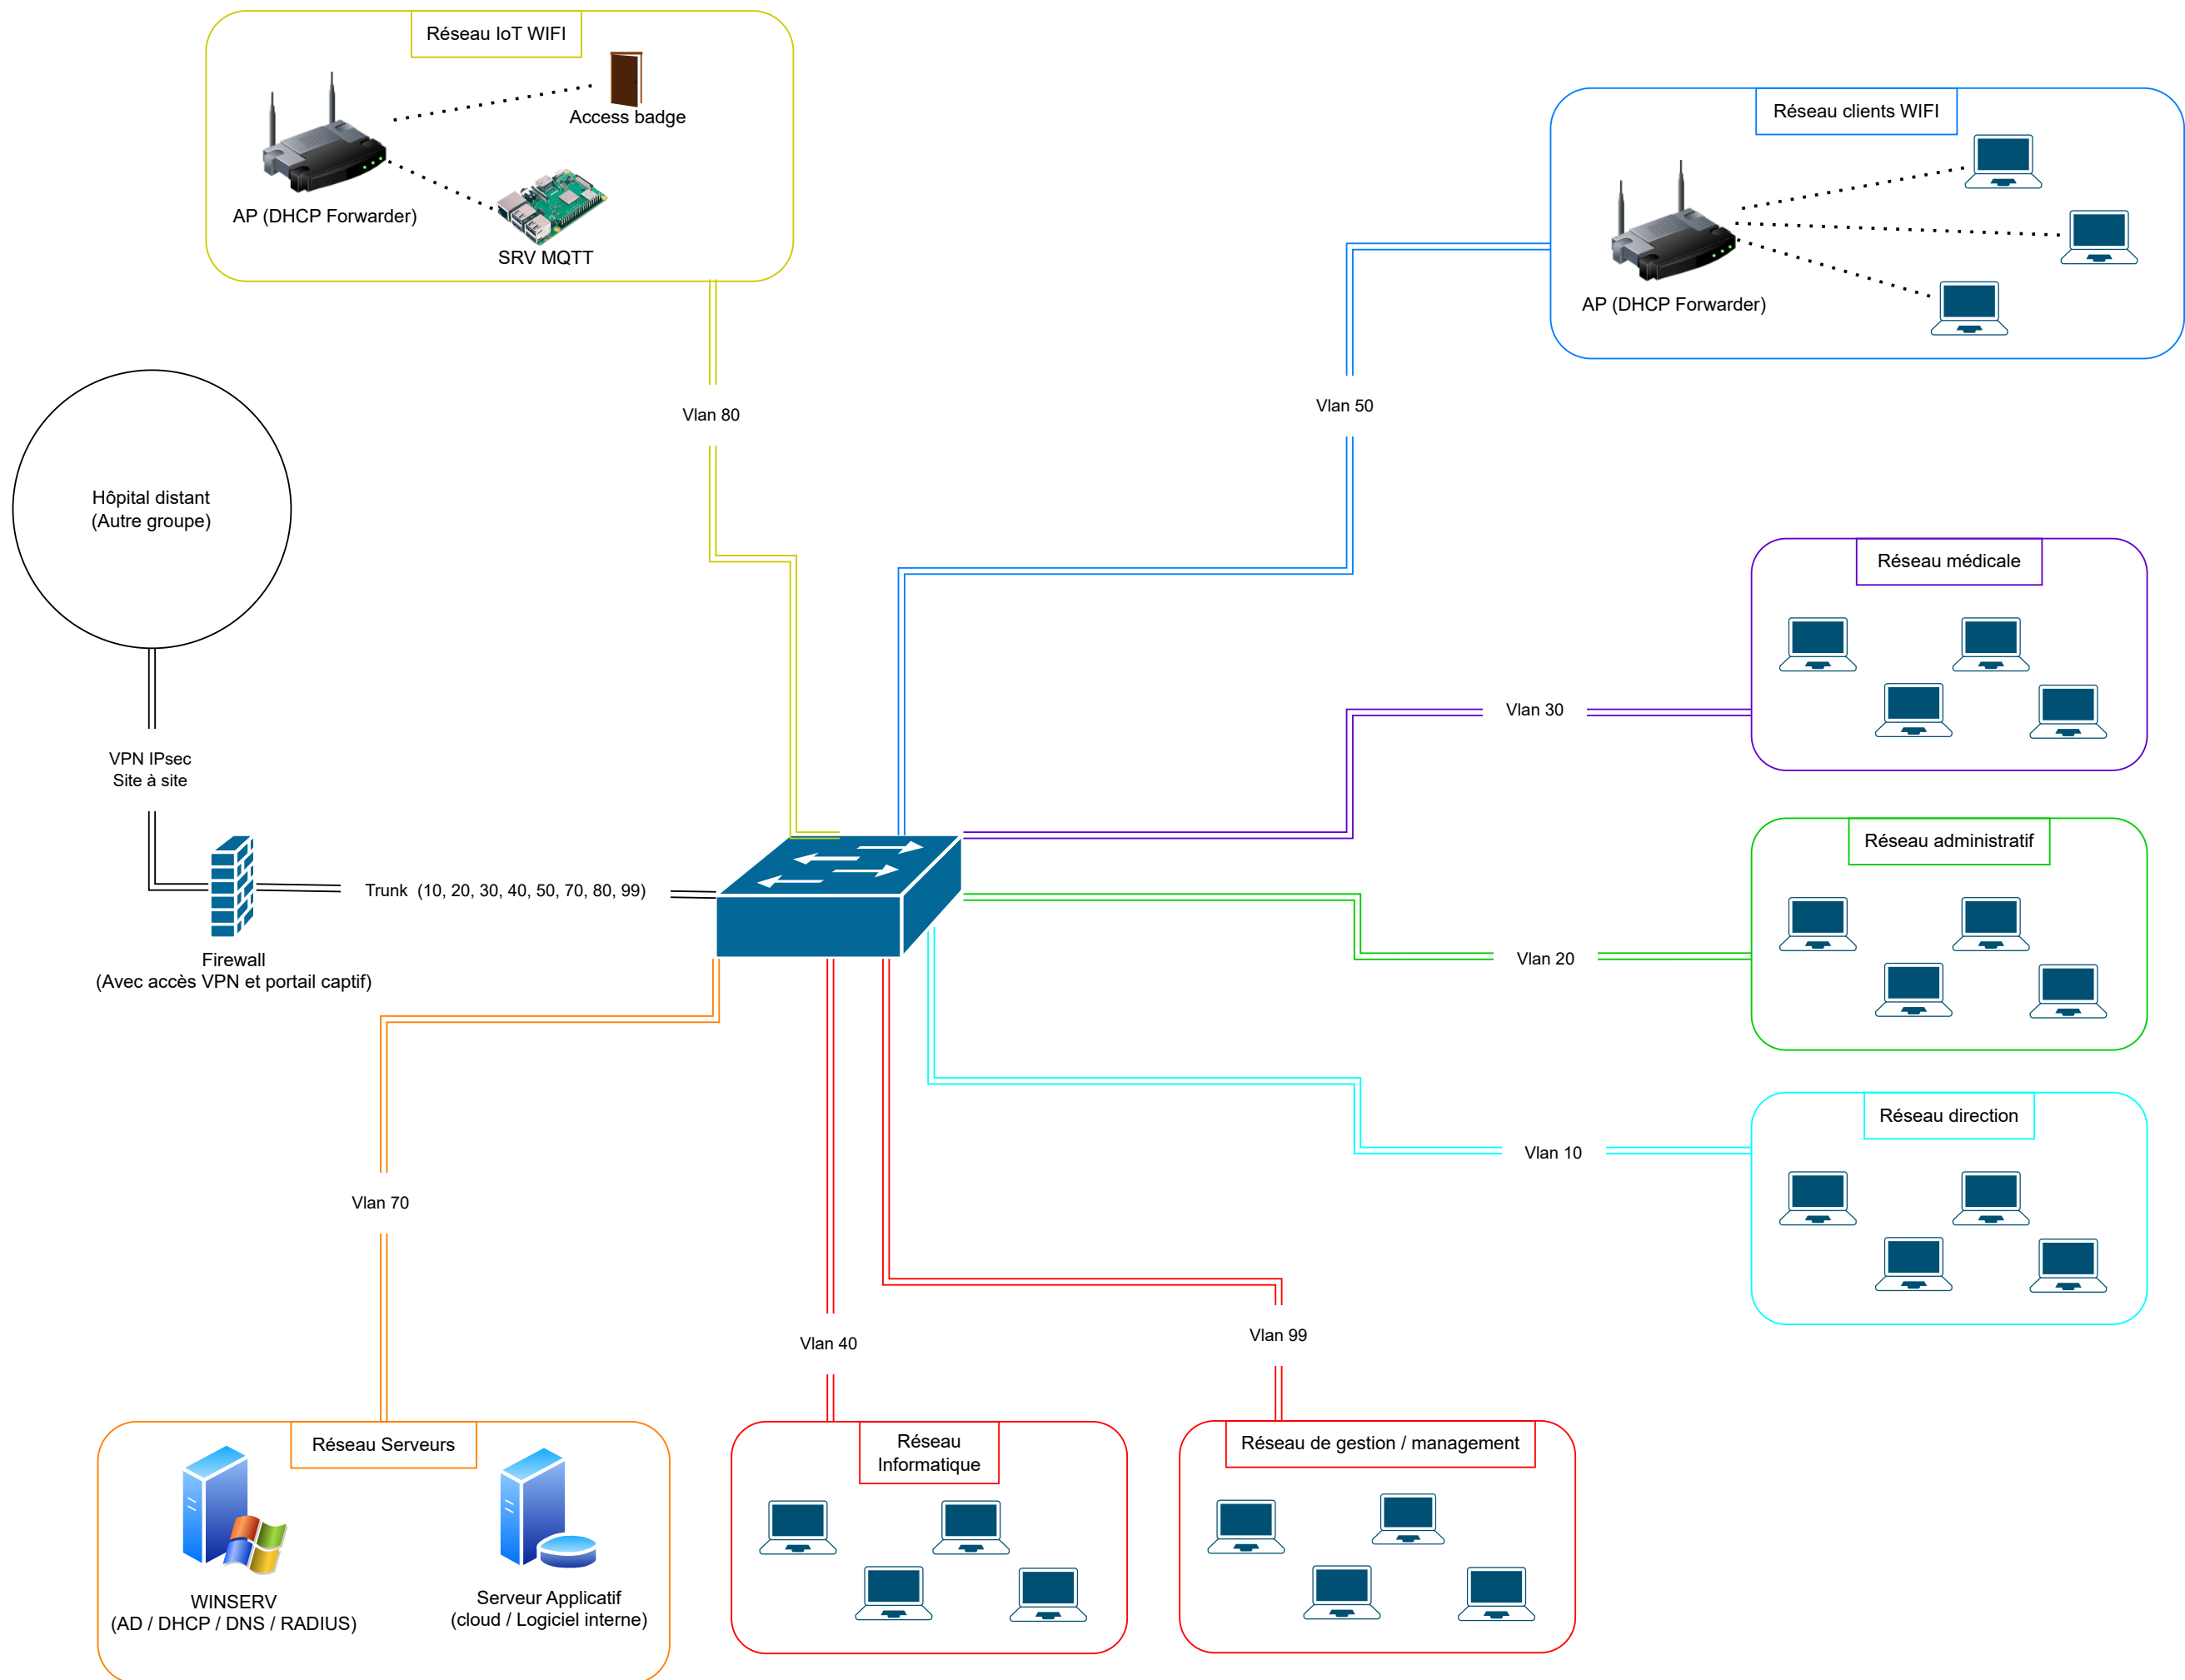 Réseau IoT WIFI
Access badge
AP (DHCP Forwarder)
SRV MQTT
Réseau clients WIFI
AP (DHCP Forwarder)
Vlan 80
Vlan 50
Hôpital distant
(Autre groupe)
Réseau médicale
Vlan 30
VPN IPsec
Site à site
Réseau administratif
Trunk (10, 20, 30, 40, 50, 70, 80, 99)
Vlan 20
Firewall
(Avec accès VPN et portail captif)
Réseau direction
Vlan 10
Vlan 70
Vlan 40
Vlan 99
Réseau Serveurs
WINSERV
(AD / DHCP / DNS / RADIUS)
Serveur Applicatif
(cloud / Logiciel interne)
Réseau
Informatique
Réseau de gestion / management